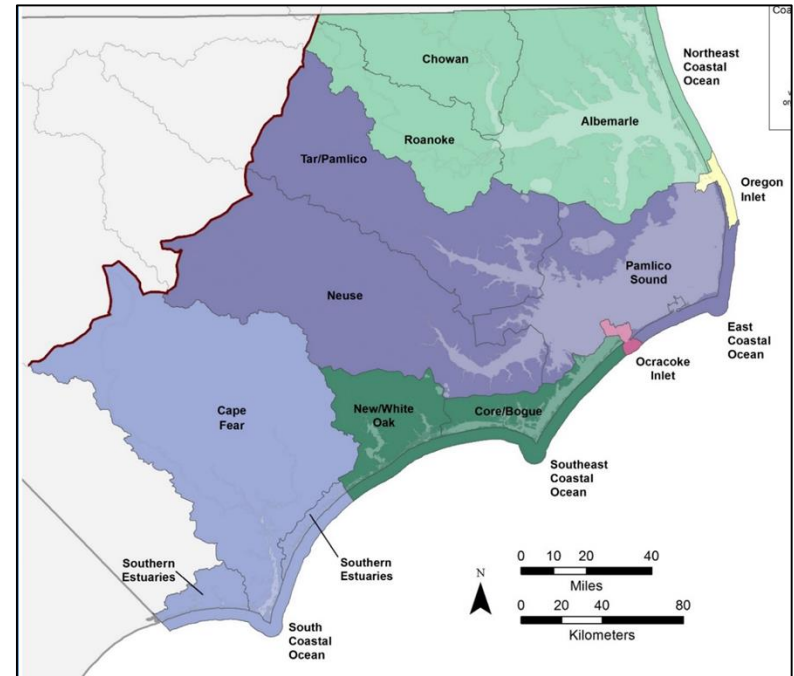 Coa
Northeast
Coastal
Ocean
Chowan
Albemarle
Roanoke
Tar/Pamlico
Oregon
Inlet
Pamlico
Sound
Neuse
East
Coastal
Ocean
Ocracoke
Inlet
Cape
Fear
New/White
Oak
Core/Bogue
Southeast
Coastal
Ocean
Southern
Estuaries
Southern
Estuaries
South
Coastal
Ocean
N
0 10 20 40
Miles
0 20 40 80
Kilometers